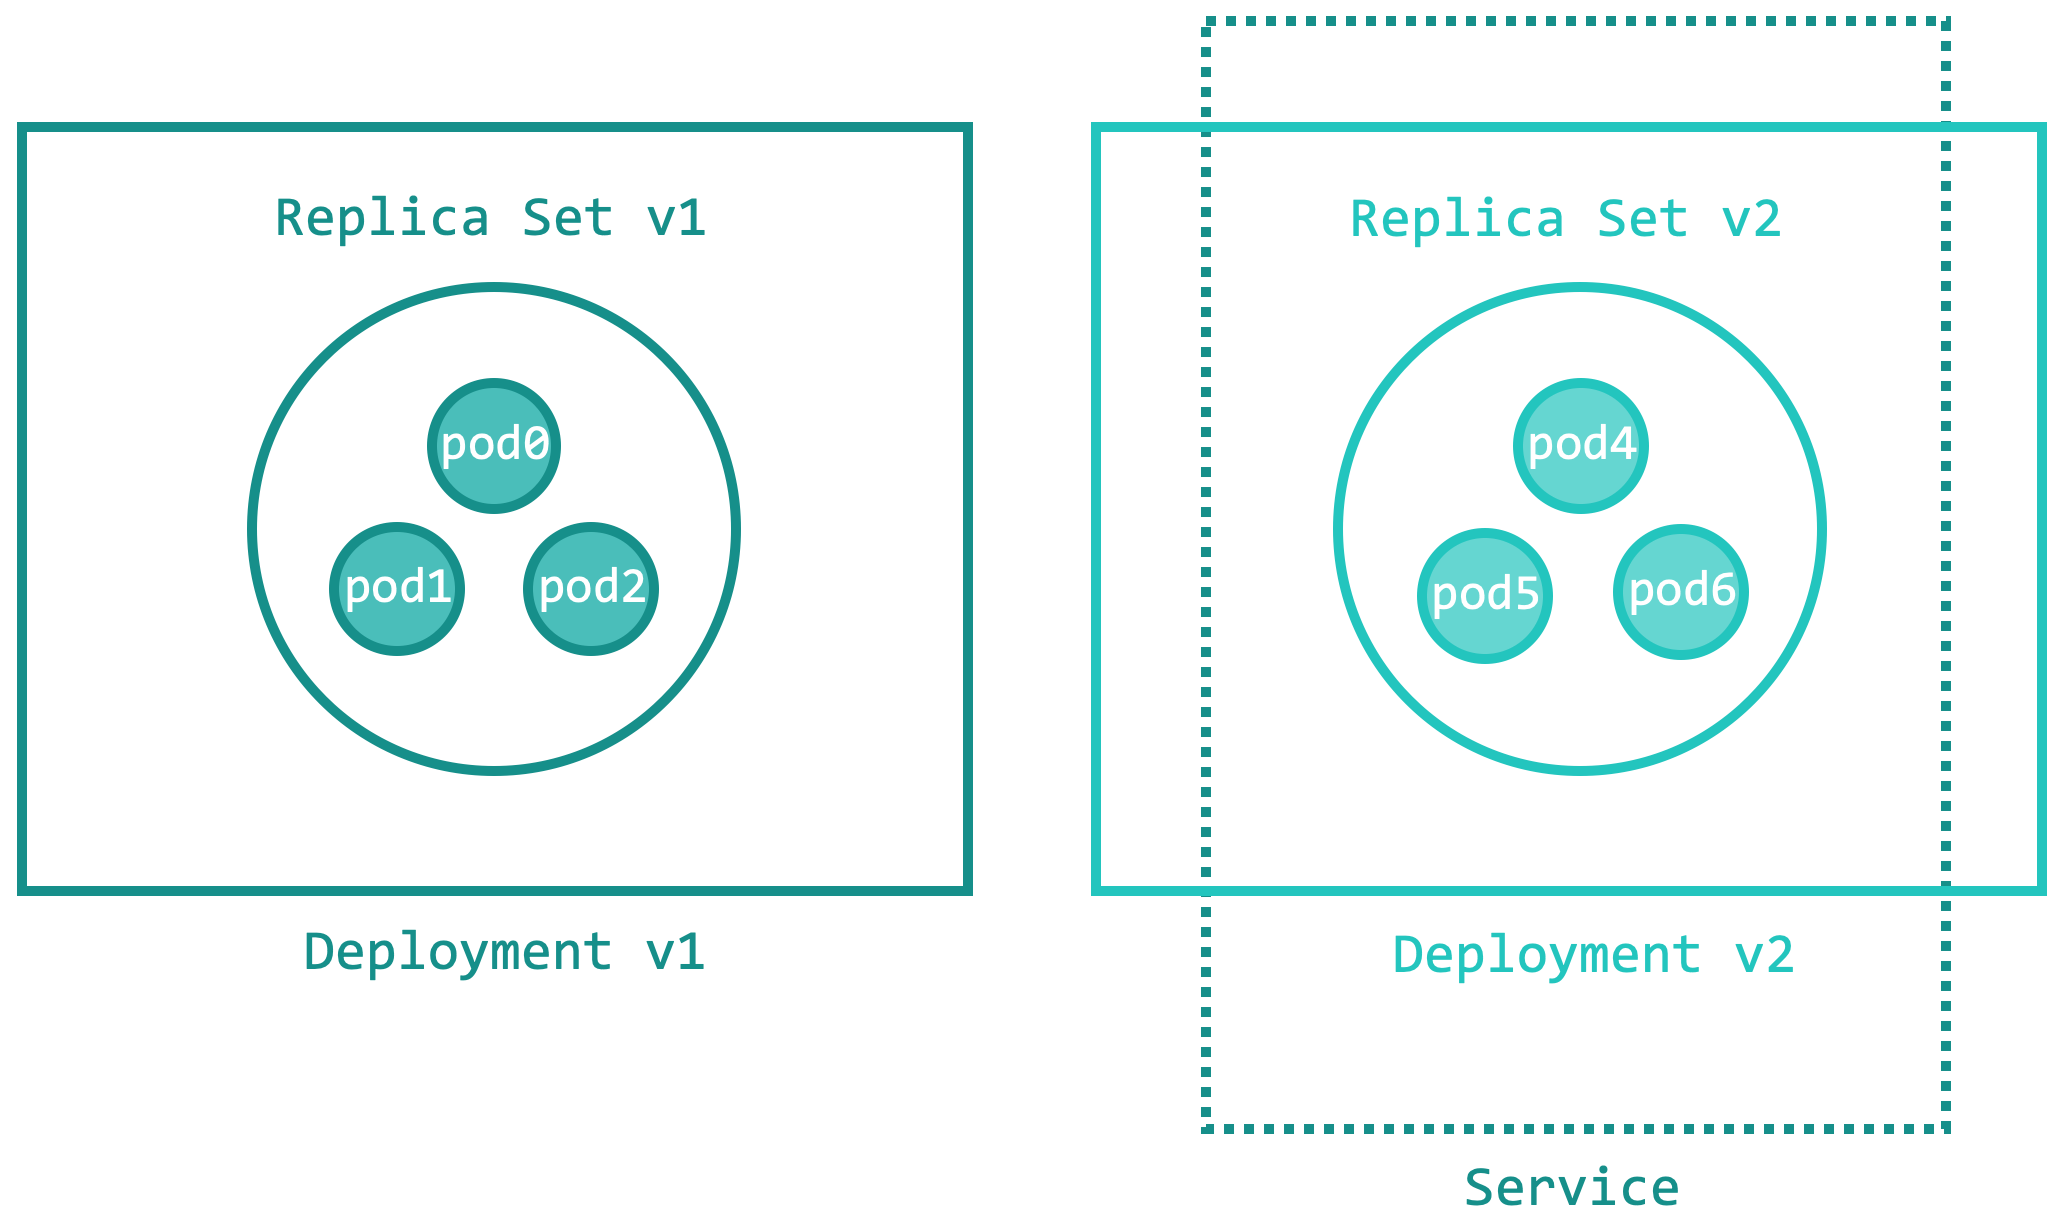 Replica Set v1
pod0
pod1
pod2
Deployment v1
Replica Set v2
pod4
pod5
pod6
Deployment v2
Service